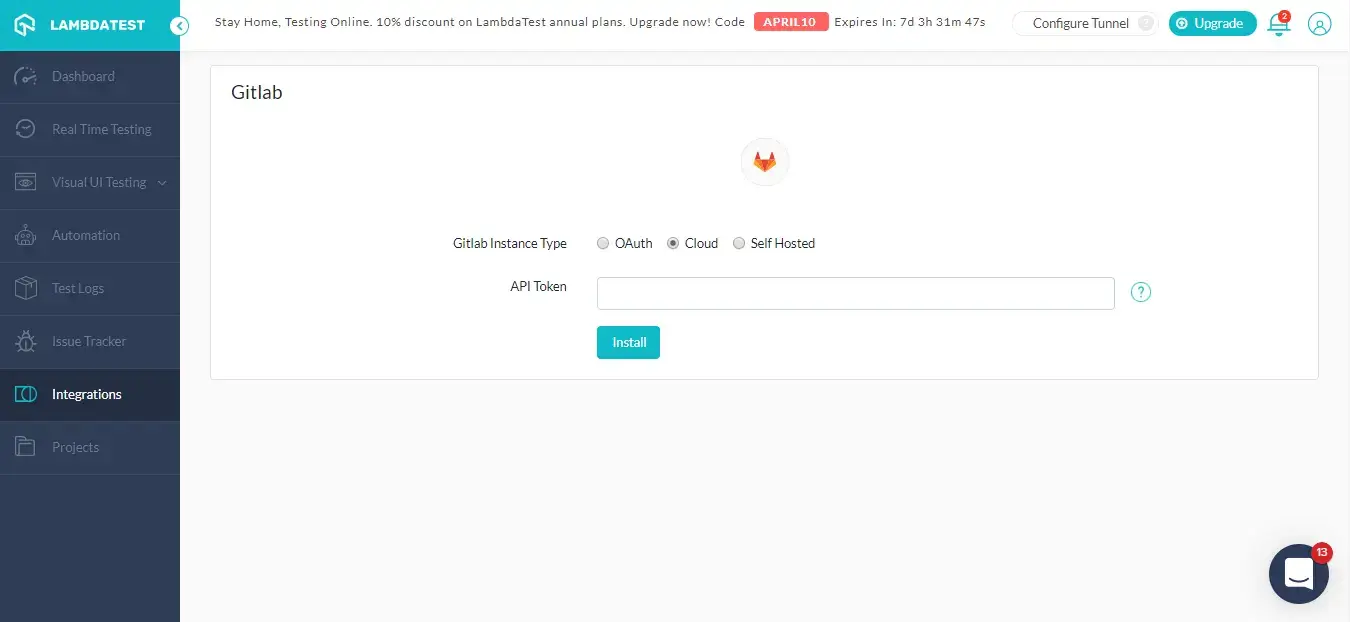 LAMBDATEST
Stay Home, Testing Online. 10% discount on LambdaTest annual plans. Upgrade now! Code APRIL10 Expires In: 7d 3h 31m 47s
Configure Tunnel ?
Upgrade
2
Dashboard
Real Time Testing
Visual UI Testing
Automation
Test Logs
Issue Tracker
Integrations
Projects
Gitlab
Gitlab Instance Type OAuth Cloud Self Hosted
API Token ?
Install
13